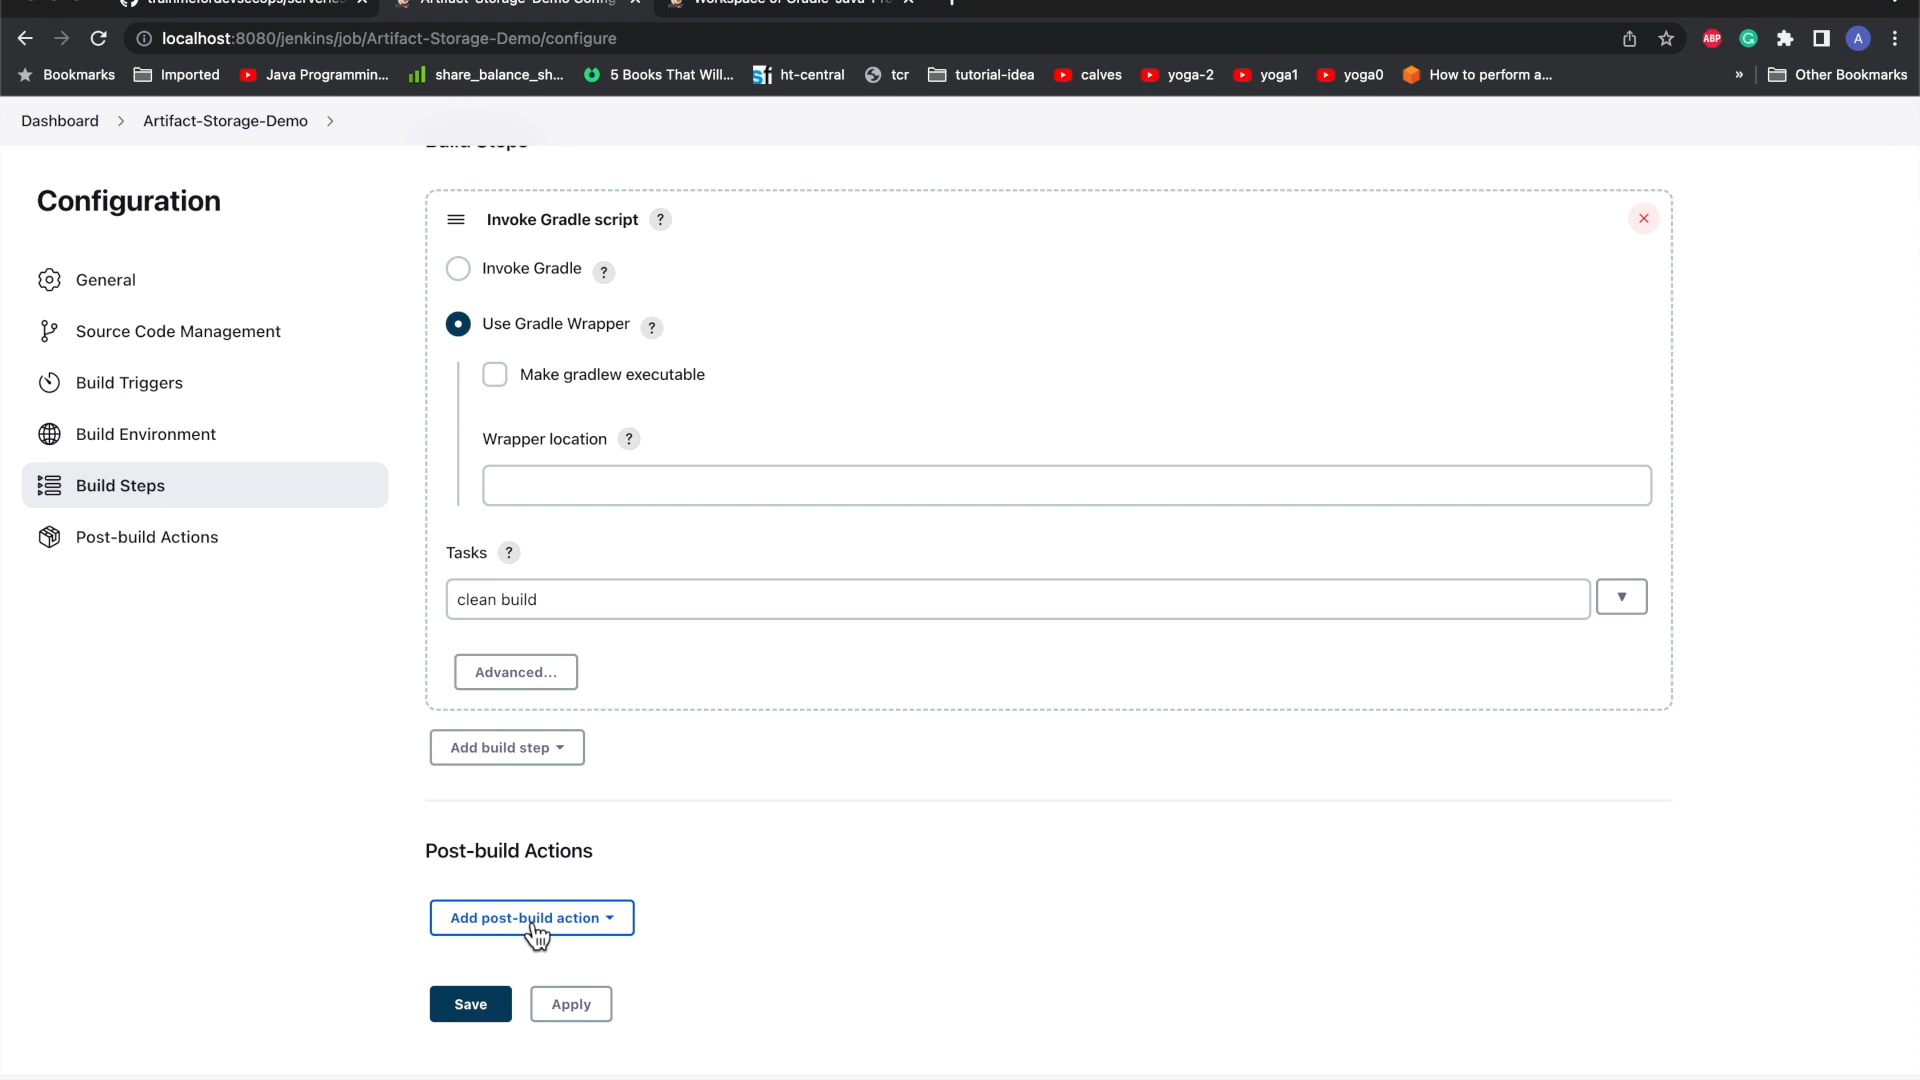 localhost:8080/jenkins/job/Artifact-Storage-Demo/configure
ABP
G
A
Bookmarks
Imported
Java Programmin...
share_balance_sh...
5 Books That Will...
ht-central
tcr
tutorial-idea
calves
yoga-2
yoga1
yoga0
How to perform a...
»
Other Bookmarks
Dashboard
Artifact-Storage-Demo
Build Steps
Configuration
General
Source Code Management
Build Triggers
Build Environment
Build Steps
Post-build Actions
Invoke Gradle script ?
Invoke Gradle ?
Use Gradle Wrapper ?
Make gradlew executable
Wrapper location ?
Tasks ?
clean build
Advanced...
Add build step
Post-build Actions
Add post-build action
Save
Apply